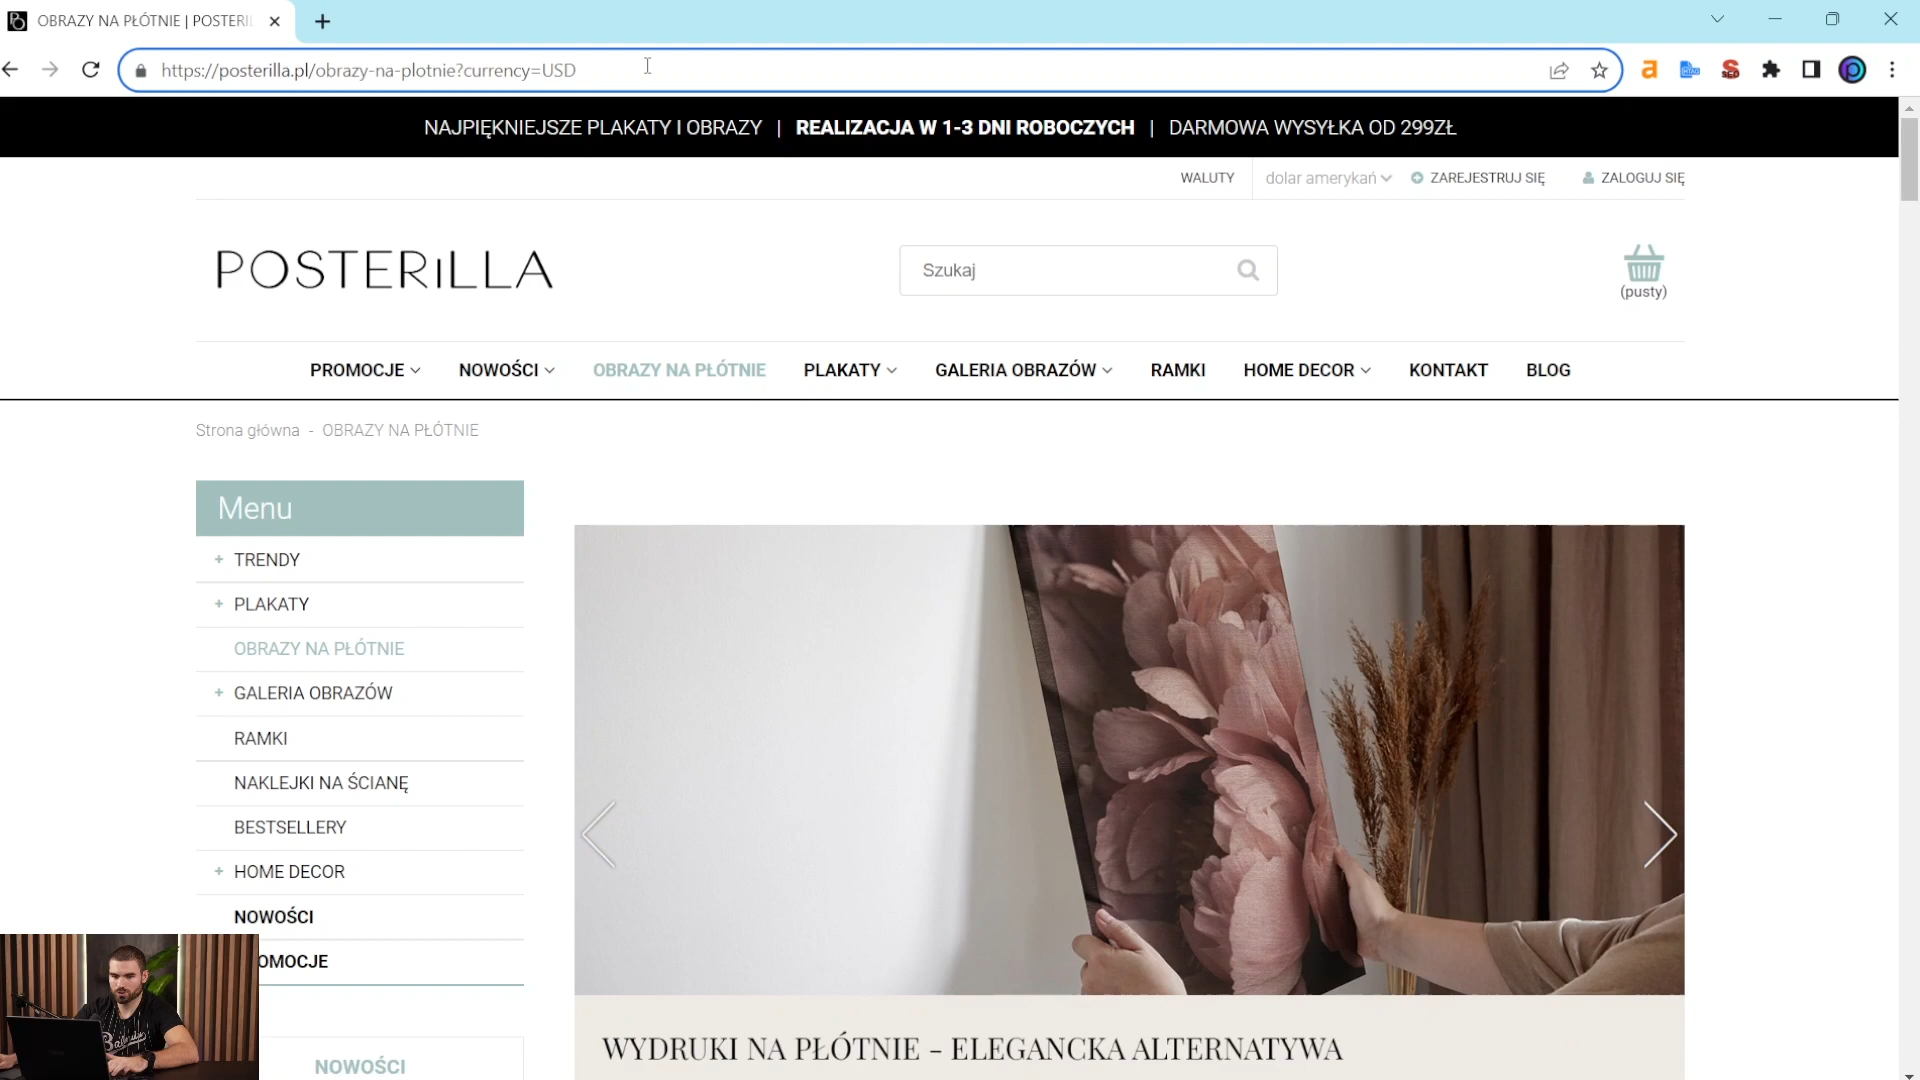 OBRAZY NA PŁÓTNIE | POSTERI
https://posterilla.pl/obrazy-na-plotnie?currency=USD
NAJPIĘKNIEJSZE PLAKATY I OBRAZY | REALIZACJA W 1-3 DNI ROBOCZYCH | DARMOWA WYSYŁKA OD 299ZŁ
WALUTY dolar amerykań ZAREJESTRUJ SIĘ ZALOGUJ SIĘ
POSTERiLLA
Szukaj
(pusty)
PROMOCJE NOWOŚCI OBRAZY NA PŁÓTNIE PLAKATY GALERIA OBRAZÓW RAMKI HOME DECOR KONTAKT BLOG
Strona główna - OBRAZY NA PŁÓTNIE
Menu
+ TRENDY
+ PLAKATY
OBRAZY NA PŁÓTNIE
+ GALERIA OBRAZÓW
RAMKI
NAKLEJKI NA ŚCIANĘ
BESTSELLERY
+ HOME DECOR
NOWOŚCI
OMOCJE
NOWOŚCI
WYDRUKI NA PŁÓTNIE – ELEGANCKA ALTERNATYWA